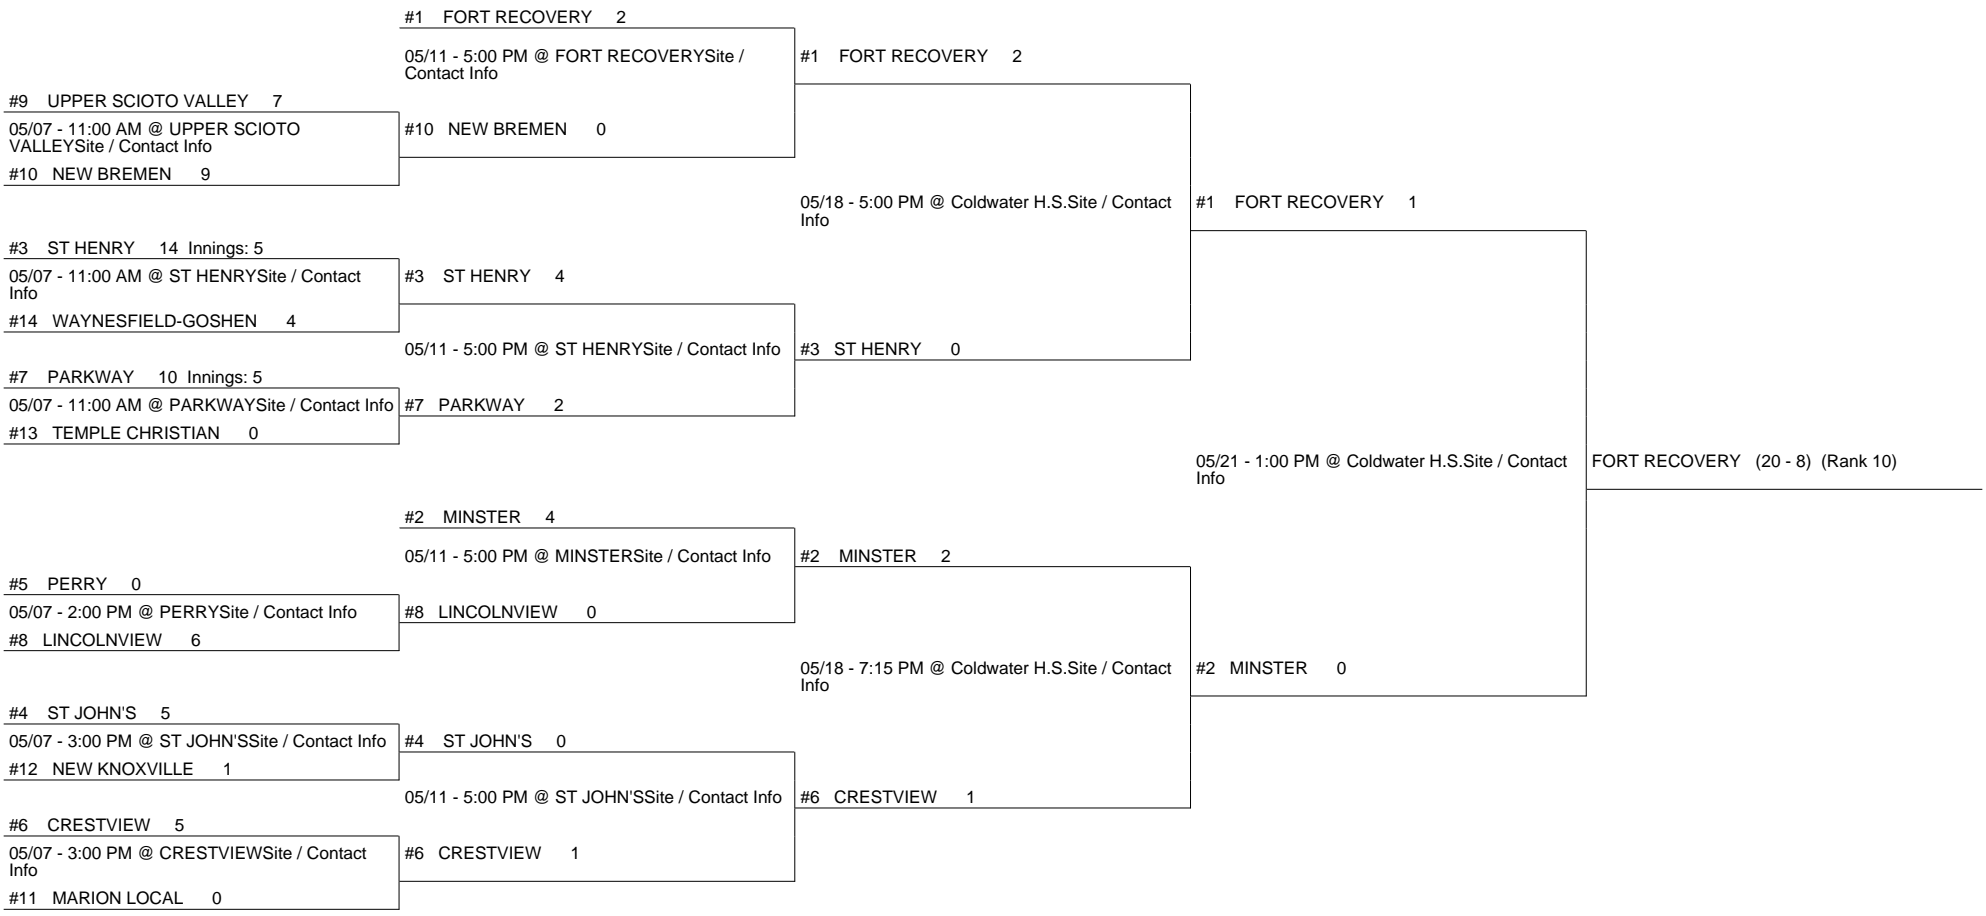 #1 FORT RECOVERY 2
05/11 - 5:00 PM @ FORT RECOVERYSite /
Contact Info
#1 FORT RECOVERY 2
#9 UPPER SCIOTO VALLEY 7
05/07 - 11:00 AM @ UPPER SCIOTO
VALLEYSite / Contact Info
#10 NEW BREMEN 0
#10 NEW BREMEN 9
05/18 - 5:00 PM @ Coldwater H.S.Site / Contact
Info
#1 FORT RECOVERY 1
#3 ST HENRY 14 Innings: 5
05/07 - 11:00 AM @ ST HENRYSite / Contact
Info
#3 ST HENRY 4
#14 WAYNESFIELD-GOSHEN 4
05/11 - 5:00 PM @ ST HENRYSite / Contact Info
#3 ST HENRY 0
#7 PARKWAY 10 Innings: 5
05/07 - 11:00 AM @ PARKWAYSite / Contact Info
#7 PARKWAY 2
#13 TEMPLE CHRISTIAN 0
05/21 - 1:00 PM @ Coldwater H.S.Site / Contact
Info
FORT RECOVERY (20 - 8) (Rank 10)
#2 MINSTER 4
05/11 - 5:00 PM @ MINSTERSite / Contact Info
#2 MINSTER 2
#5 PERRY 0
05/07 - 2:00 PM @ PERRYSite / Contact Info
#8 LINCOLNVIEW 0
#8 LINCOLNVIEW 6
05/18 - 7:15 PM @ Coldwater H.S.Site / Contact
Info
#2 MINSTER 0
#4 ST JOHN'S 5
05/07 - 3:00 PM @ ST JOHN'SSite / Contact Info
#4 ST JOHN'S 0
#12 NEW KNOXVILLE 1
05/11 - 5:00 PM @ ST JOHN'SSite / Contact Info
#6 CRESTVIEW 1
#6 CRESTVIEW 5
05/07 - 3:00 PM @ CRESTVIEWSite / Contact
Info
#6 CRESTVIEW 1
#11 MARION LOCAL 0